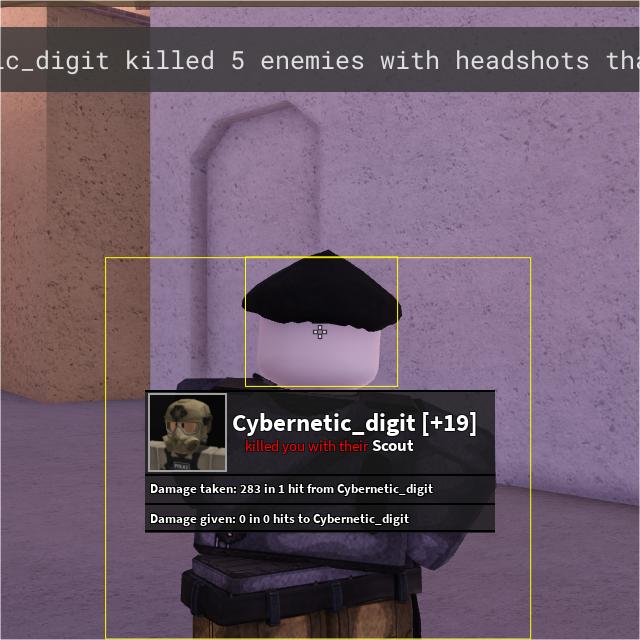 ic_digit killed 5 enemies with headshots tha
Cybernetic_digit [+19]
killed you with their Scout
Damage taken: 283 in 1 hit from Cybernetic_digit
Damage given: 0 in 0 hits to Cybernetic_digit